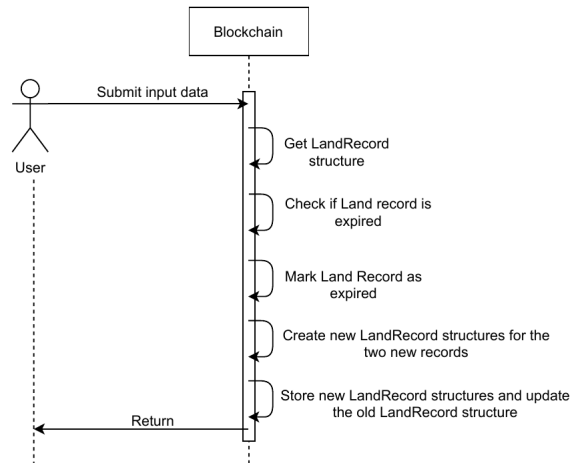 Blockchain
Submit input data
User
Get LandRecord
structure
Check if Land record is
expired
Mark Land Record as
expired
Create new LandRecord structures for the
two new records
Store new LandRecord structures and update
the old LandRecord structure
Return